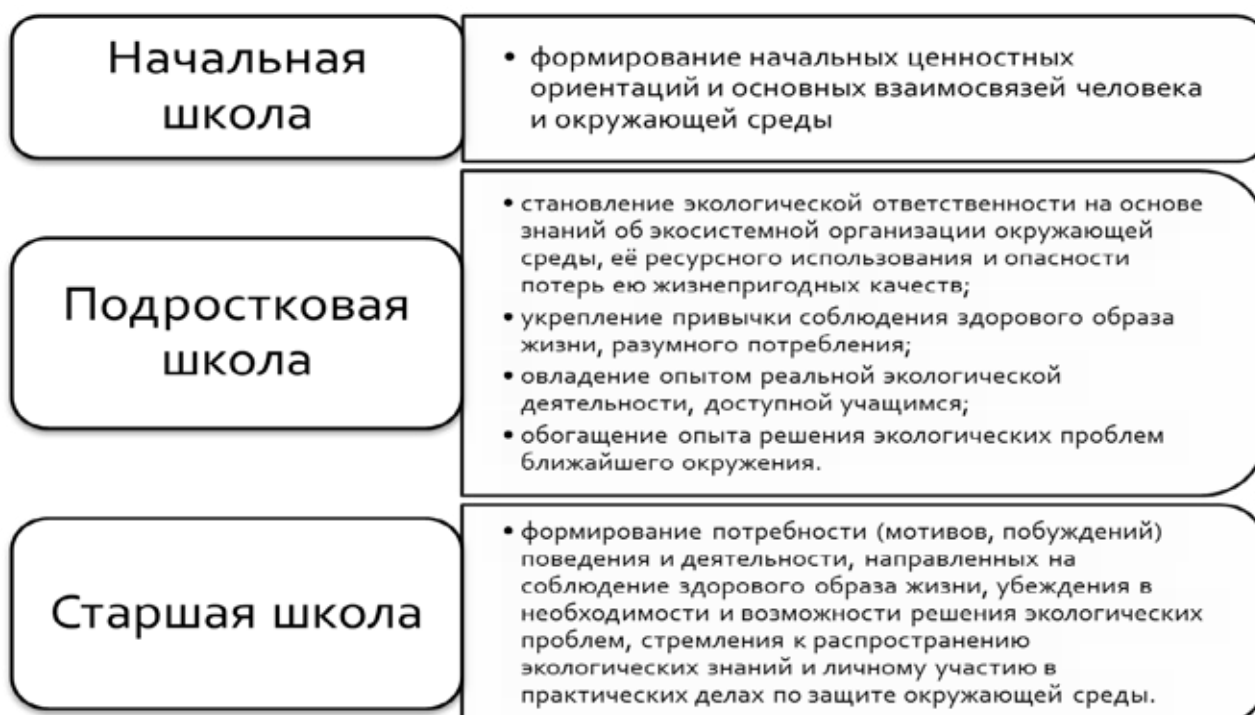 Начальная
школа
• формирование начальных ценностных
ориентаций и основных взаимосвязей человека
и окружающей среды
Подростковая
школа
• становление экологической ответственности на основе
знаний об экосистемной организации окружающей
среды, её ресурсного использования и опасности
потерь ею жизнепригодных качеств;
• укрепление привычки соблюдения здорового образа
жизни, разумного потребления;
• овладение опытом реальной экологической
деятельности, доступной учащимся;
• обогащение опыта решения экологических проблем
ближайшего окружения.
Старшая школа
• формирование потребности (мотивов, побуждений)
поведения и деятельности, направленных на
соблюдение здорового образа жизни, убеждения в
необходимости и возможности решения экологических
проблем, стремления к распространению
экологических знаний и личному участию в
практических делах по защите окружающей среды.